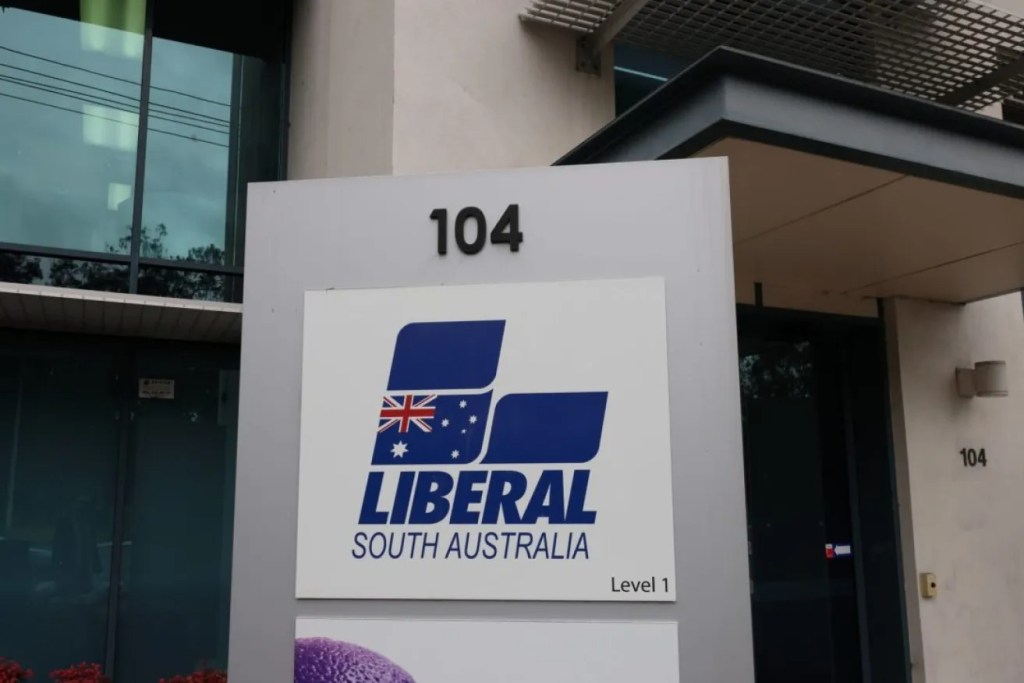 104
LIBERAL
SOUTH AUSTRALIA
Level 1
104